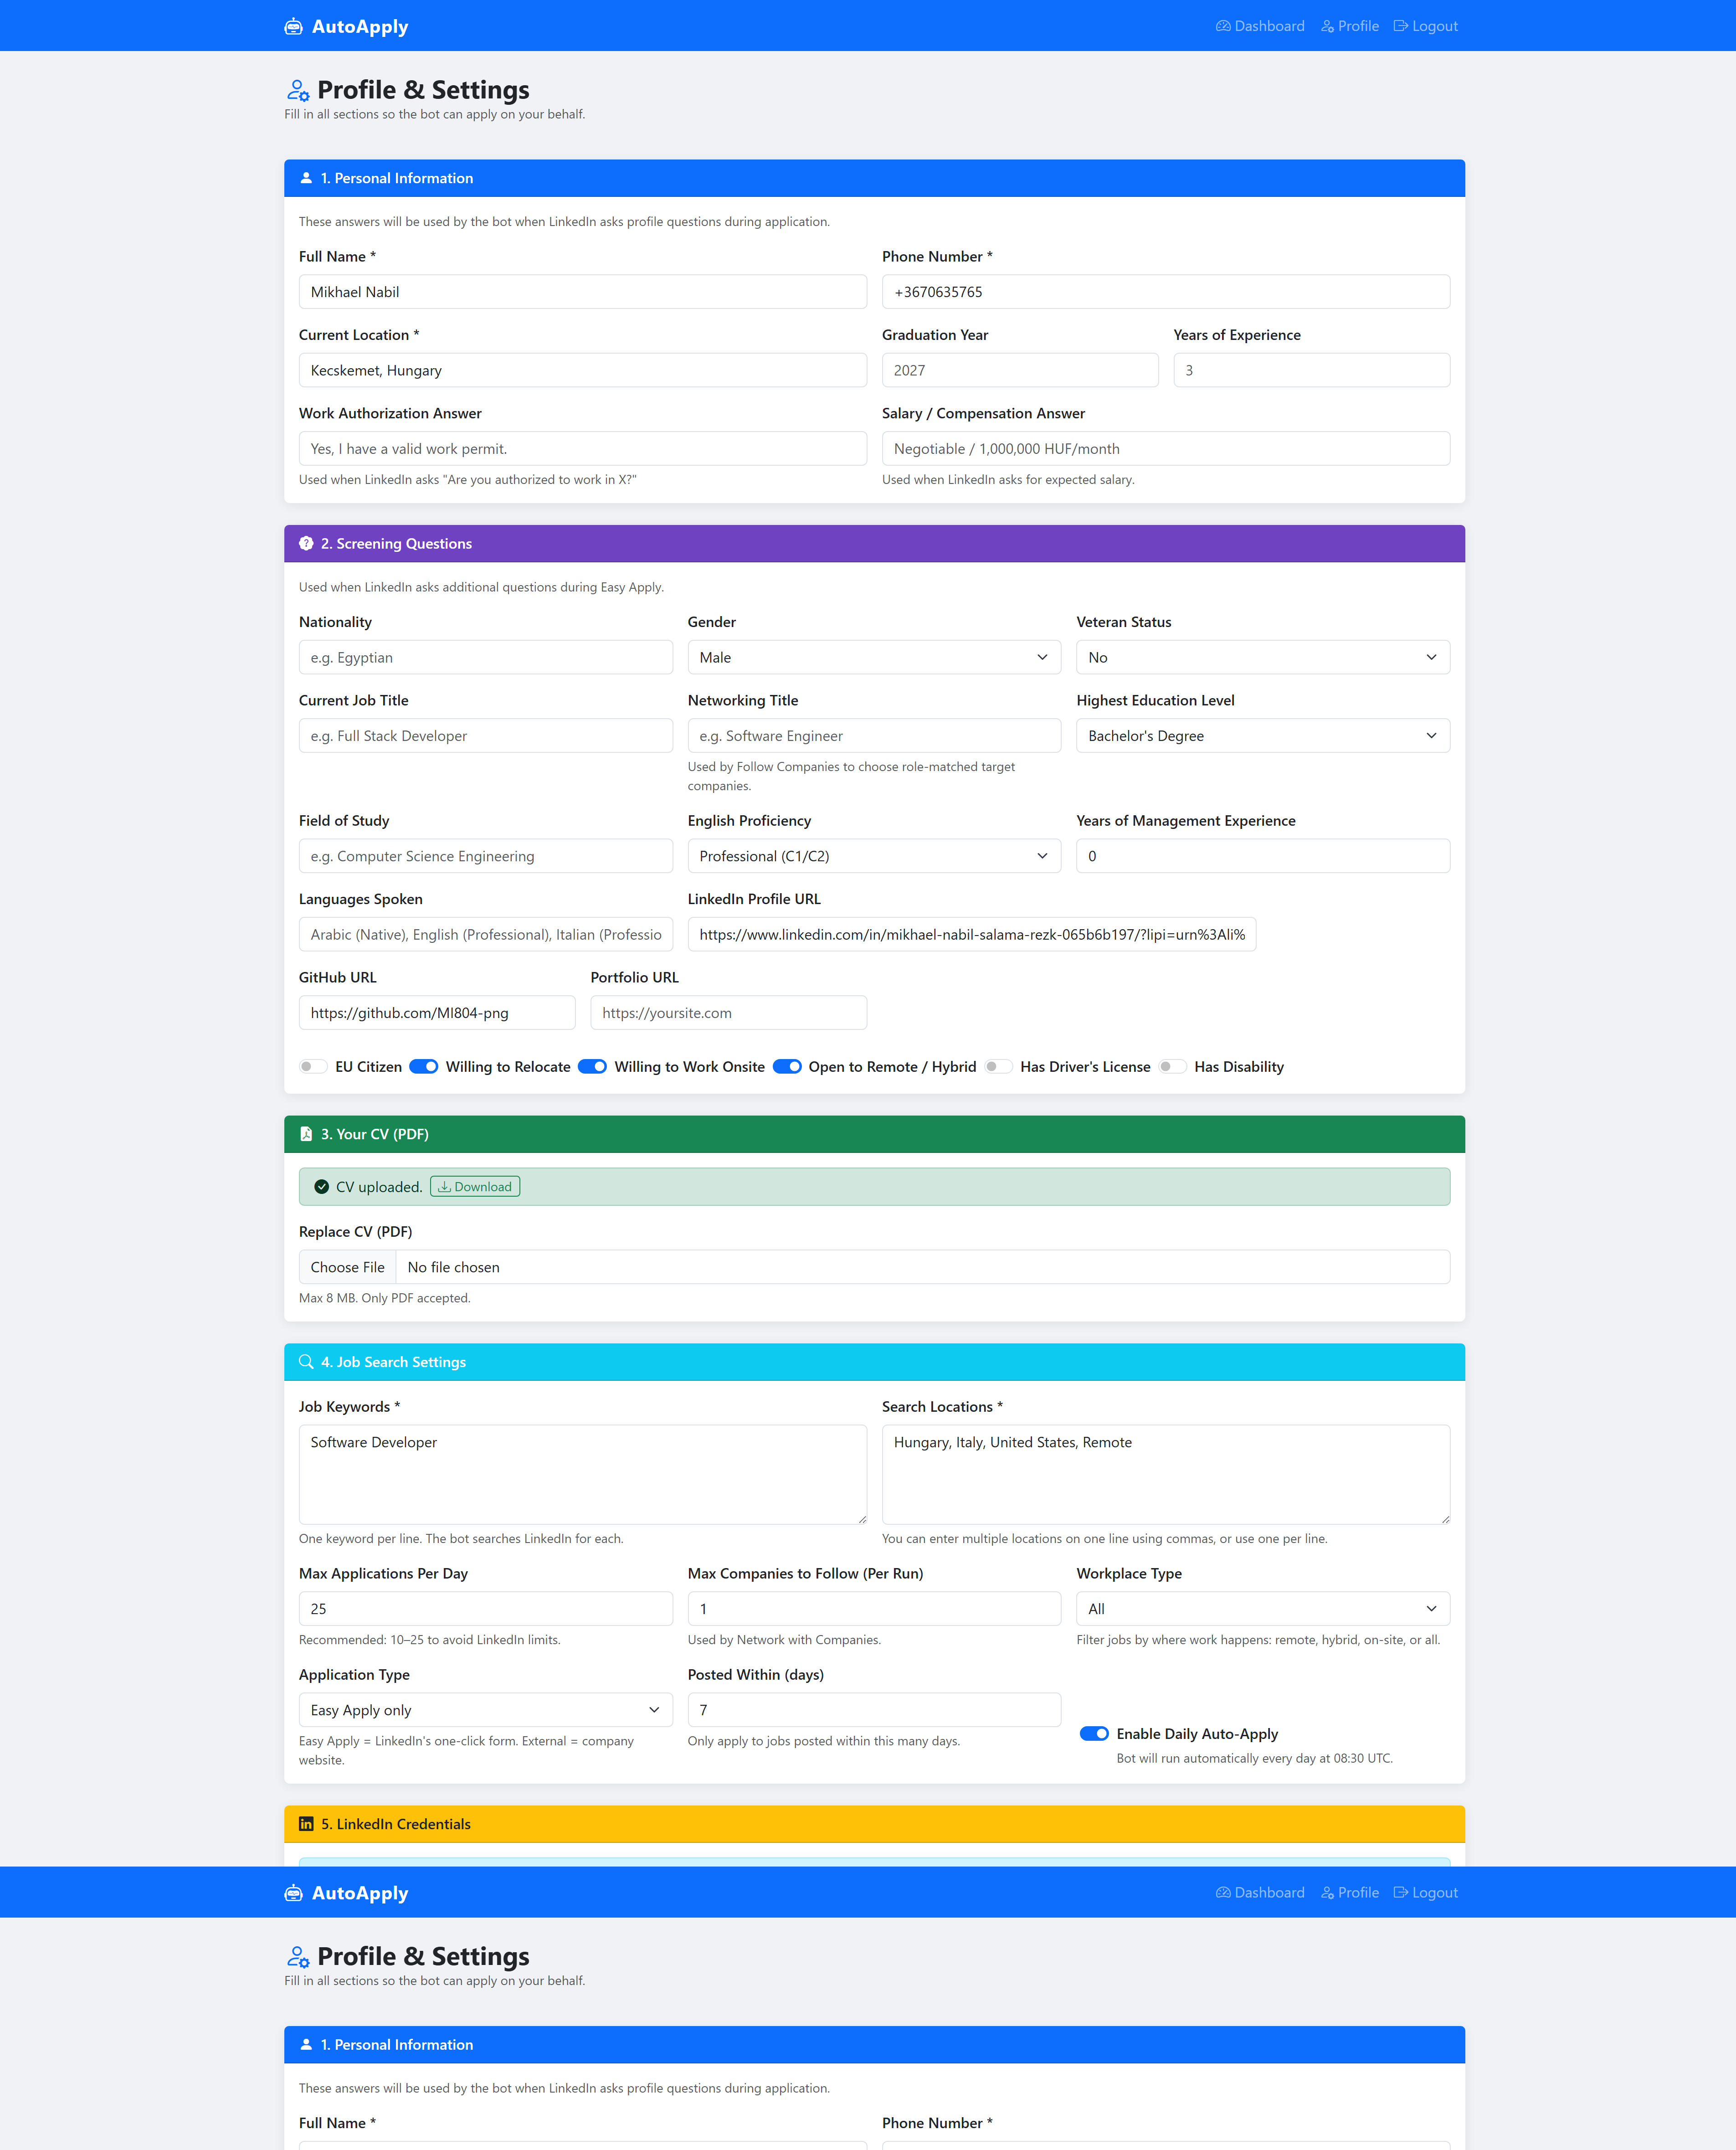 AutoApply
Dashboard Profile Logout
Profile & Settings
Fill in all sections so the bot can apply on your behalf.
1. Personal Information
These answers will be used by the bot when LinkedIn asks profile questions during application.
Full Name * Phone Number *
Mikhael Nabil +3670635765
Current Location * Graduation Year Years of Experience
Kecskemet, Hungary 2027 3
Work Authorization Answer Salary / Compensation Answer
Yes, I have a valid work permit. Negotiable / 1,000,000 HUF/month
Used when LinkedIn asks "Are you authorized to work in X?" Used when LinkedIn asks for expected salary.
2. Screening Questions
Used when LinkedIn asks additional questions during Easy Apply.
Nationality Gender Veteran Status
e.g. Egyptian Male No
Current Job Title Networking Title Highest Education Level
e.g. Full Stack Developer e.g. Software Engineer Bachelor's Degree
Used by Follow Companies to choose role-matched target
companies.
Field of Study English Proficiency Years of Management Experience
e.g. Computer Science Engineering Professional (C1/C2) 0
Languages Spoken LinkedIn Profile URL
Arabic (Native), English (Professional), Italian (Professio https://www.linkedin.com/in/mikhael-nabil-salama-rezk-065b6b197/?lipi=urn%3Ali%
GitHub URL Portfolio URL
https://github.com/MI804-png https://yoursite.com
EU Citizen Willing to Relocate Willing to Work Onsite Open to Remote / Hybrid Has Driver's License Has Disability
3. Your CV (PDF)
CV uploaded. Download
Replace CV (PDF)
Choose File No file chosen
Max 8 MB. Only PDF accepted.
4. Job Search Settings
Job Keywords * Search Locations *
Software Developer Hungary, Italy, United States, Remote
One keyword per line. The bot searches LinkedIn for each. You can enter multiple locations on one line using commas, or use one per line.
Max Applications Per Day Max Companies to Follow (Per Run) Workplace Type
25 1 All
Recommended: 10–25 to avoid LinkedIn limits. Used by Network with Companies. Filter jobs by where work happens: remote, hybrid, on-site, or all.
Application Type Posted Within (days)
Easy Apply only 7
Enable Daily Auto-Apply
Easy Apply = LinkedIn's one-click form. External = company Only apply to jobs posted within this many days.
website. Bot will run automatically every day at 08:30 UTC.
5. LinkedIn Credentials
AutoApply
Dashboard Profile Logout
Profile & Settings
Fill in all sections so the bot can apply on your behalf.
1. Personal Information
These answers will be used by the bot when LinkedIn asks profile questions during application.
Full Name * Phone Number *